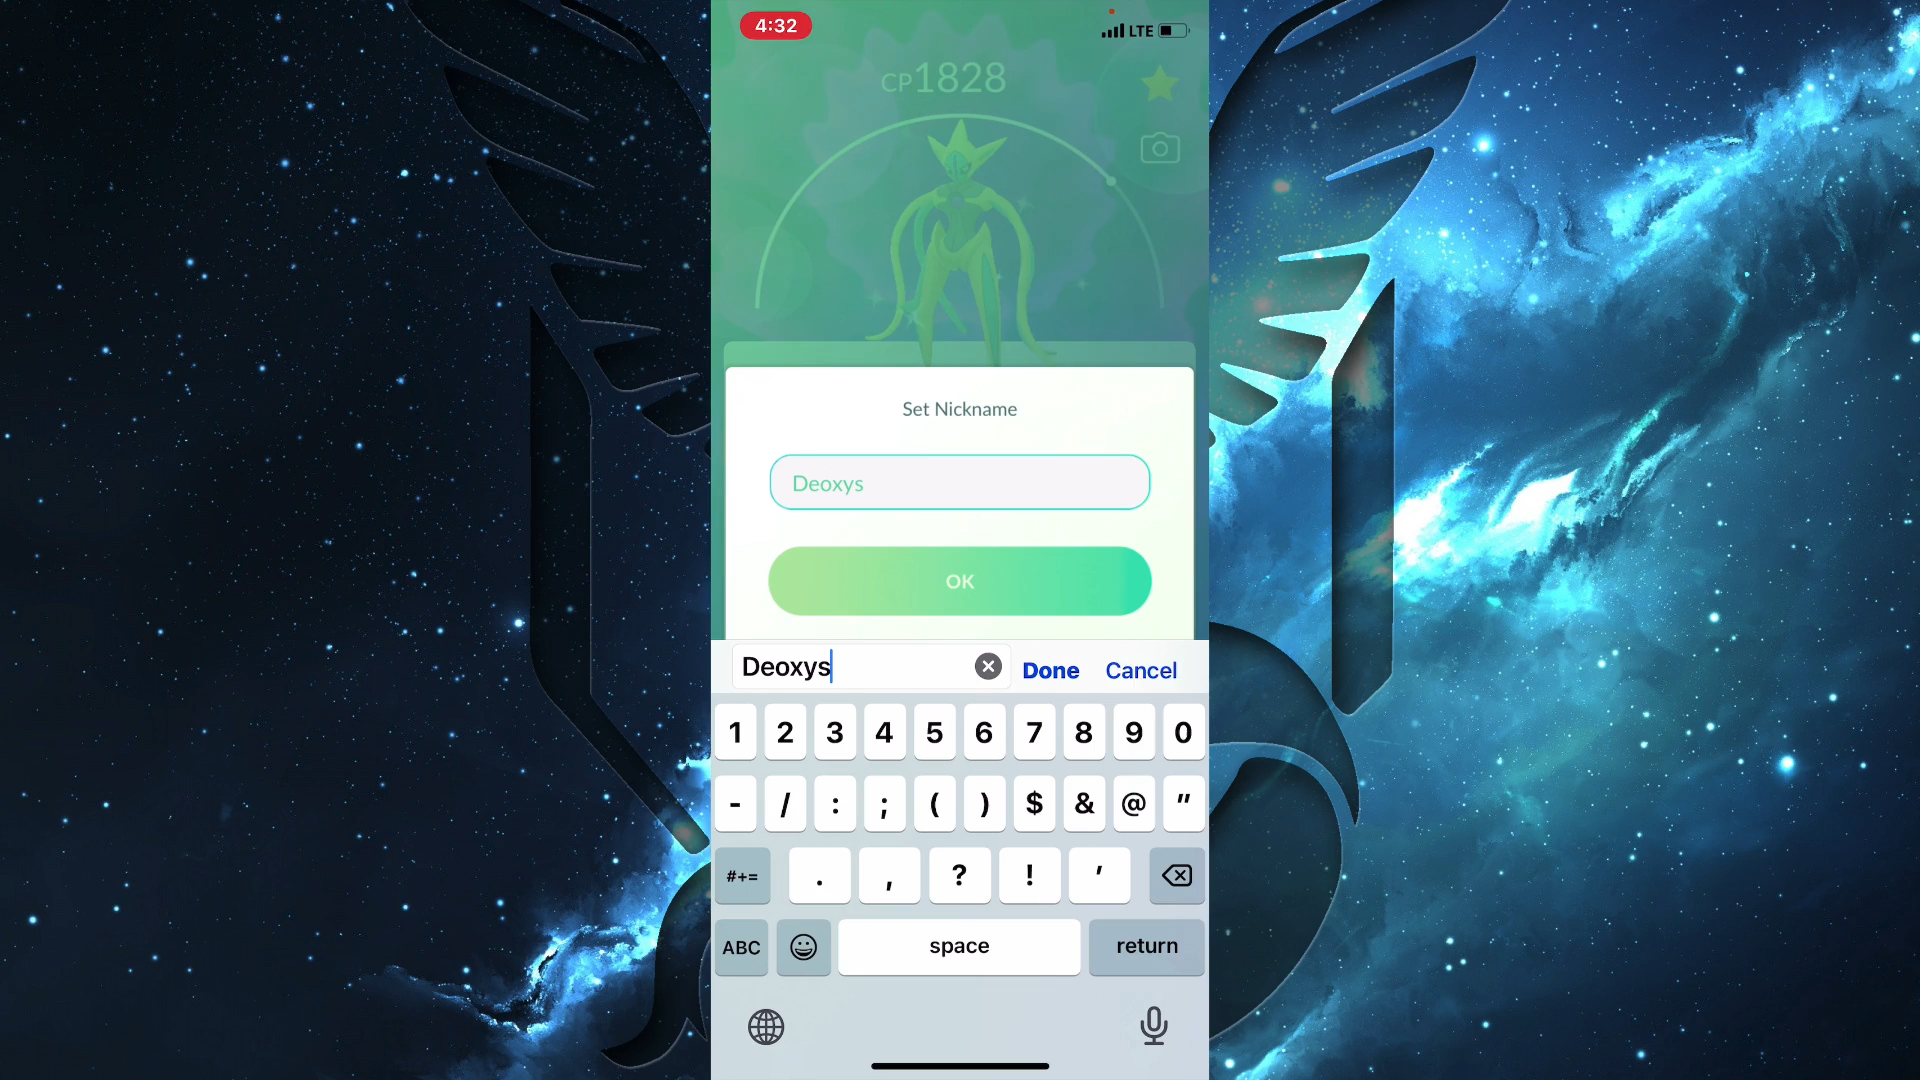 4:32
LTE
CP1828
Set Nickname
Deoxys
OK
Deoxys
Done
Cancel
1 2 3 4 5 6 7 8 9 0
- / : ; ( ) $ & @ "
#+= . , ? ! '
ABC space return